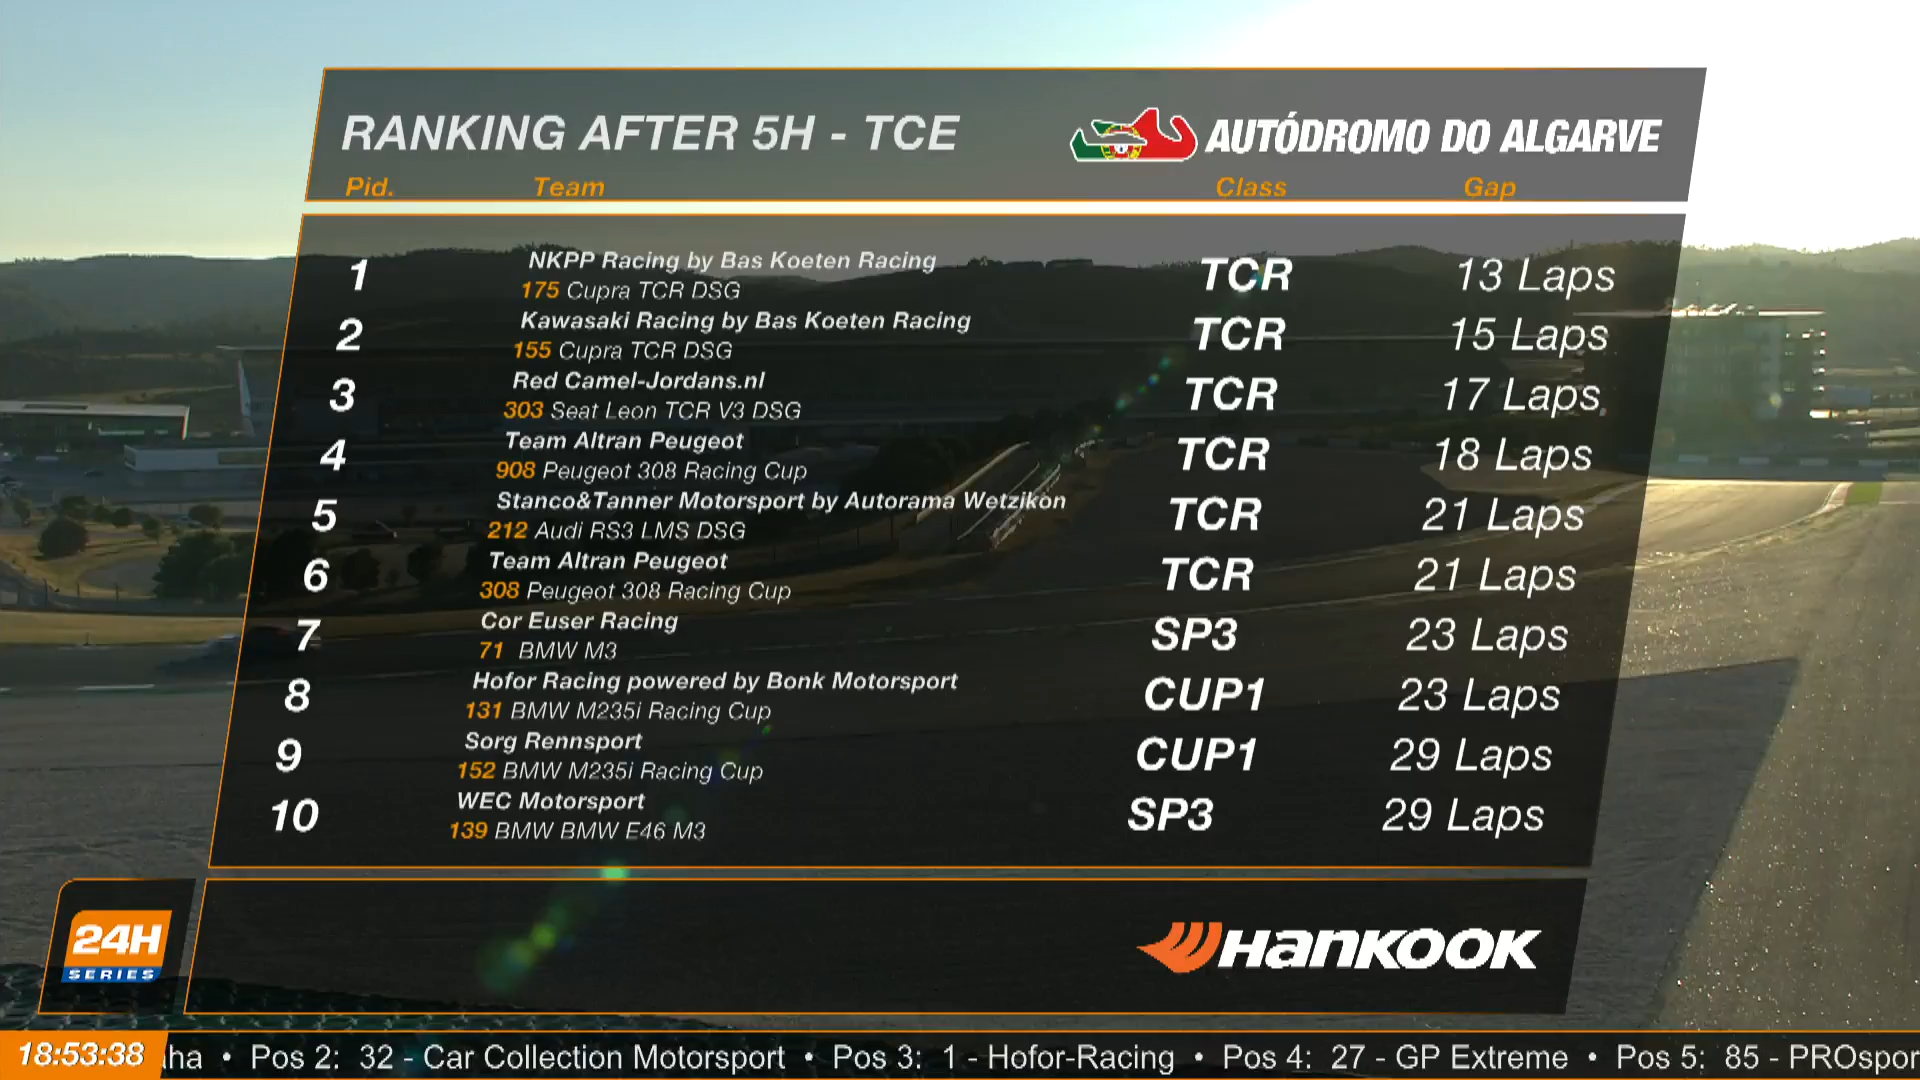 RANKING AFTER 5H - TCE
AUTÓDROMO DO ALGARVE
Pid. Team Class Gap
1 NKPP Racing by Bas Koeten Racing TCR 13 Laps
175 Cupra TCR DSG
2 Kawasaki Racing by Bas Koeten Racing TCR 15 Laps
155 Cupra TCR DSG
3 Red Camel-Jordans.nl TCR 17 Laps
303 Seat Leon TCR V3 DSG
4 Team Altran Peugeot TCR 18 Laps
908 Peugeot 308 Racing Cup
5 Stanco&Tanner Motorsport by Autorama Wetzikon TCR 21 Laps
212 Audi RS3 LMS DSG
6 Team Altran Peugeot TCR 21 Laps
308 Peugeot 308 Racing Cup
7 Cor Euser Racing SP3 23 Laps
71 BMW M3
8 Hofor Racing powered by Bonk Motorsport CUP1 23 Laps
131 BMW M235i Racing Cup
9 Sorg Rennsport CUP1 29 Laps
152 BMW M235i Racing Cup
10 WEC Motorsport SP3 29 Laps
139 BMW BMW E46 M3
24H
SERIES
HANKOOK
18:53:38 ha • Pos 2: 32 - Car Collection Motorsport • Pos 3: 1 - Hofor-Racing • Pos 4: 27 - GP Extreme • Pos 5: 85 - PROspor